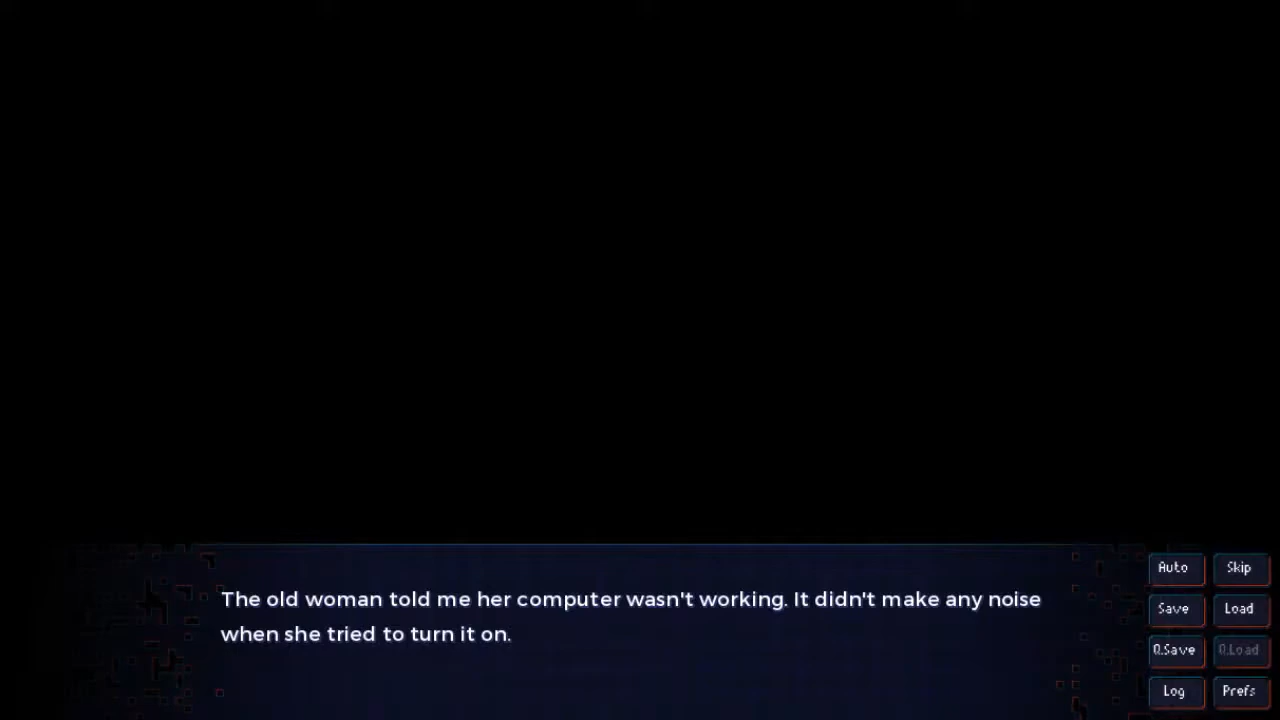 The old woman told me her computer wasn't working. It didn't make any noise
when she tried to turn it on.
Auto Skip
Save Load
Q.Save Q.Load
Log Prefs